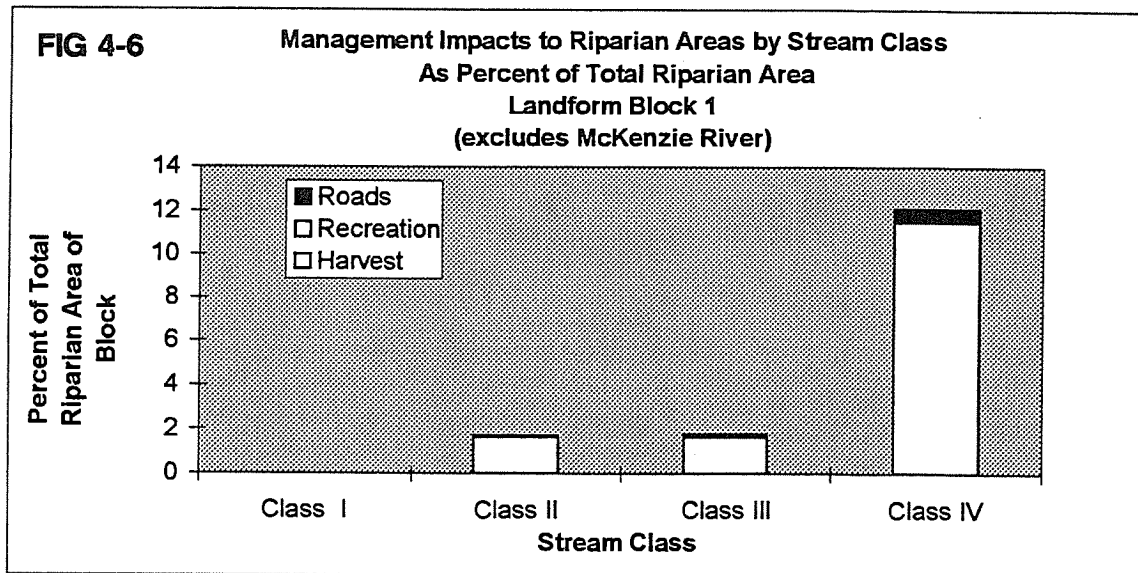 FIG 4-6
Management Impacts to Riparian Areas by Stream Class
As Percent of Total Riparian Area
Landform Block 1
(excludes McKenzie River)
Percent of Total
Riparian Area of
Block
14
12
10
8
6
4
2
0
Roads
Recreation
Harvest
Class I
Class II
Class III
Class IV
Stream Class